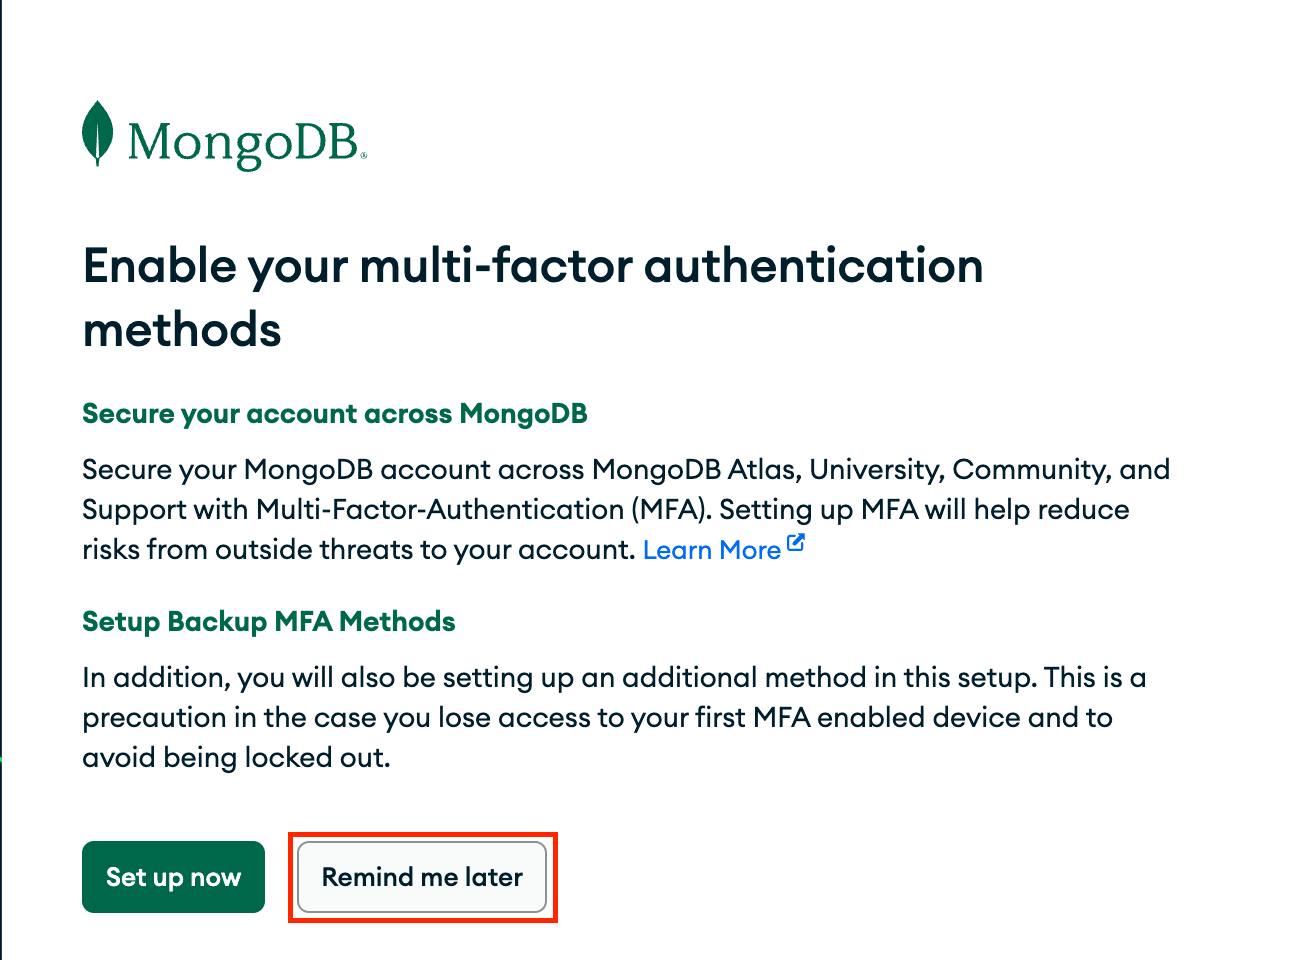 MongoDB®
Enable your multi-factor authentication
methods
Secure your account across MongoDB
Secure your MongoDB account across MongoDB Atlas, University, Community, and
Support with Multi-Factor-Authentication (MFA). Setting up MFA will help reduce
risks from outside threats to your account. Learn More
Setup Backup MFA Methods
In addition, you will also be setting up an additional method in this setup. This is a
precaution in the case you lose access to your first MFA enabled device and to
avoid being locked out.
Set up now Remind me later